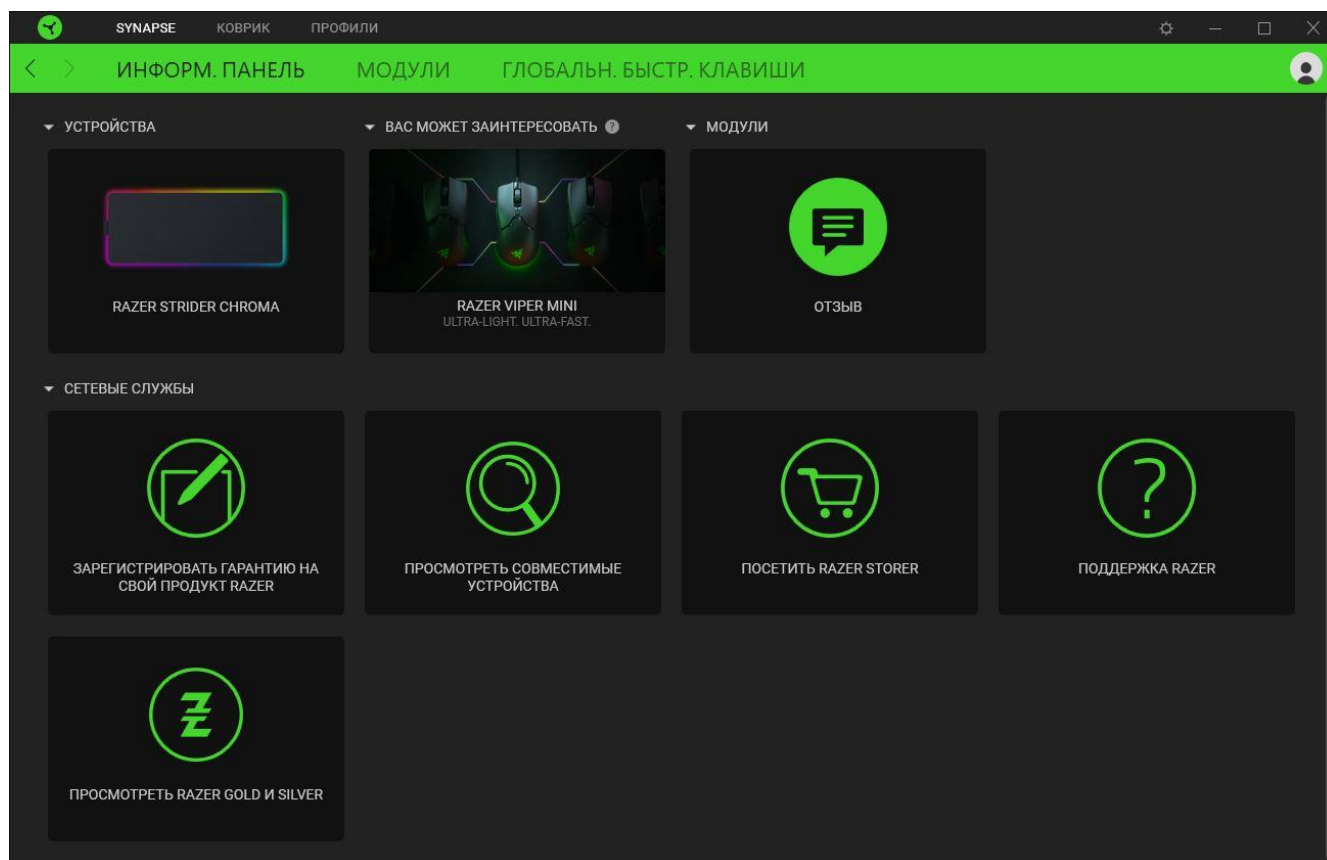 SYNAPSE КОВРИК ПРОФИЛИ
ИНФОРМ. ПАНЕЛЬ МОДУЛИ ГЛОБАЛЬН. БЫСТР. КЛАВИШИ
УСТРОЙСТВА
RAZER STRIDER CHROMA
ВАС МОЖЕТ ЗАИНТЕРЕСОВАТЬ ?
RAZER VIPER MINI
ULTRA-LIGHT. ULTRA-FAST.
МОДУЛИ
ОТЗЫВ
СЕТЕВЫЕ СЛУЖБЫ
ЗАРЕГИСТРИРОВАТЬ ГАРАНТИЮ НА
СВОЙ ПРОДУКТ RAZER
ПРОСМОТРЕТЬ СОВМЕСТИМЫЕ
УСТРОЙСТВА
ПОСЕТИТЬ RAZER STORER
ПОДДЕРЖКА RAZER
ПРОСМОТРЕТЬ RAZER GOLD И SILVER